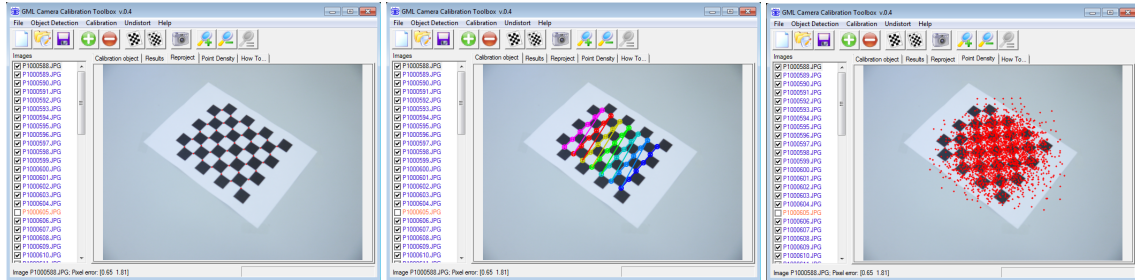 GML Camera Calibration Toolbox v.0.4
File Object Detection Calibration Undistort Help
Images
Calibration object Results Reproject Point Density How To...
P1000588.JPG
P1000589.JPG
P1000590.JPG
P1000591.JPG
P1000592.JPG
P1000593.JPG
P1000594.JPG
P1000595.JPG
P1000596.JPG
P1000597.JPG
P1000598.JPG
P1000599.JPG
P1000600.JPG
P1000601.JPG
P1000602.JPG
P1000603.JPG
P1000604.JPG
P1000605.JPG
P1000606.JPG
P1000607.JPG
P1000608.JPG
P1000609.JPG
P1000610.JPG
Image P1000588.JPG; Pixel error: [0.65 1.81]
GML Camera Calibration Toolbox v.0.4
File Object Detection Calibration Undistort Help
Images
Calibration object Results Reproject Point Density How To...
P1000588.JPG
P1000589.JPG
P1000590.JPG
P1000591.JPG
P1000592.JPG
P1000593.JPG
P1000594.JPG
P1000595.JPG
P1000596.JPG
P1000597.JPG
P1000598.JPG
P1000599.JPG
P1000600.JPG
P1000601.JPG
P1000602.JPG
P1000603.JPG
P1000604.JPG
P1000605.JPG
P1000606.JPG
P1000607.JPG
P1000608.JPG
P1000609.JPG
P1000610.JPG
Image P1000588.JPG; Pixel error: [0.65 1.81]
GML Camera Calibration Toolbox v.0.4
File Object Detection Calibration Undistort Help
Images
Calibration object Results Reproject Point Density How To...
P1000588.JPG
P1000589.JPG
P1000590.JPG
P1000591.JPG
P1000592.JPG
P1000593.JPG
P1000594.JPG
P1000595.JPG
P1000596.JPG
P1000597.JPG
P1000598.JPG
P1000599.JPG
P1000600.JPG
P1000601.JPG
P1000602.JPG
P1000603.JPG
P1000604.JPG
P1000605.JPG
P1000606.JPG
P1000607.JPG
P1000608.JPG
P1000609.JPG
P1000610.JPG
Image P1000588.JPG; Pixel error: [0.65 1.81]